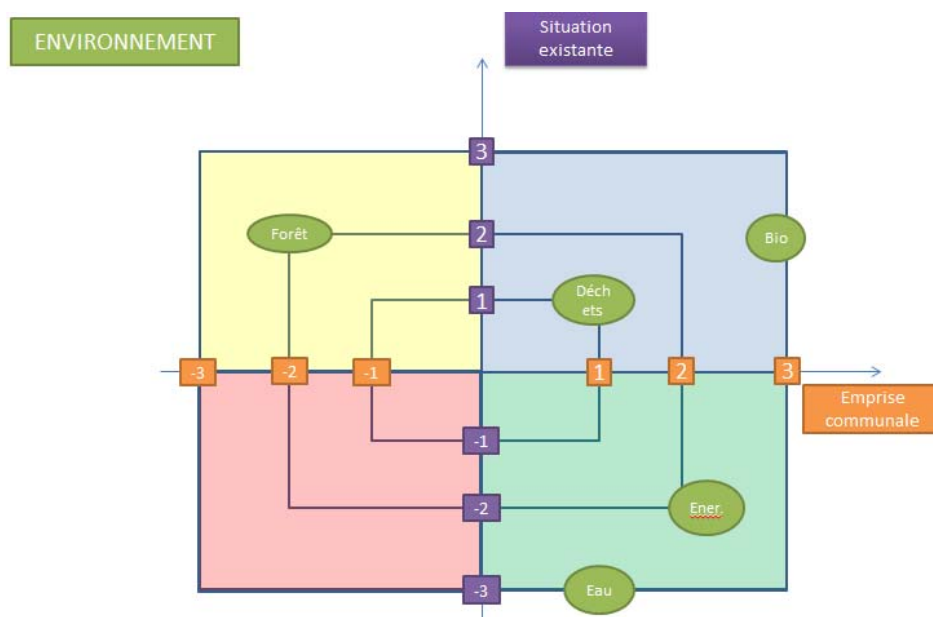 ENVIRONNEMENT
Situation
existante
3
Forêt
2
Bio
1
Déch
ets
-3
-2
-1
1
2
3
Emprise
communale
-1
-2
Ener.
-3
Eau